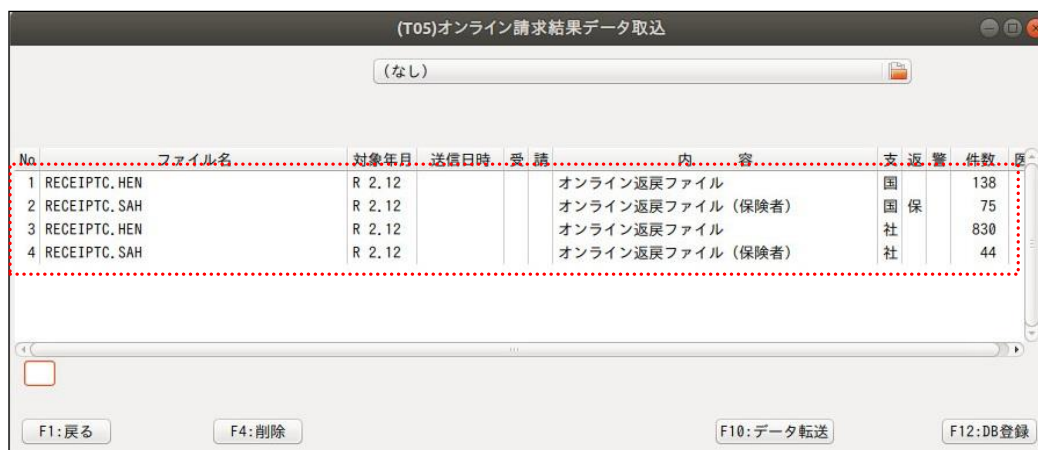 (T05)オンライン請求結果データ取込
(なし)
No ファイル名 対象年月 送信日時 受 請 内 容 支 返 警 件数 医
1 RECEIPTC.HEN R 2.12 オンライン返戻ファイル 国 138
2 RECEIPTC.SAH R 2.12 オンライン返戻ファイル (保険者) 国 保 75
3 RECEIPTC.HEN R 2.12 オンライン返戻ファイル 社 830
4 RECEIPTC.SAH R 2.12 オンライン返戻ファイル (保険者) 社 44
F1:戻る F4:削除 F10:データ転送 F12:DB登録